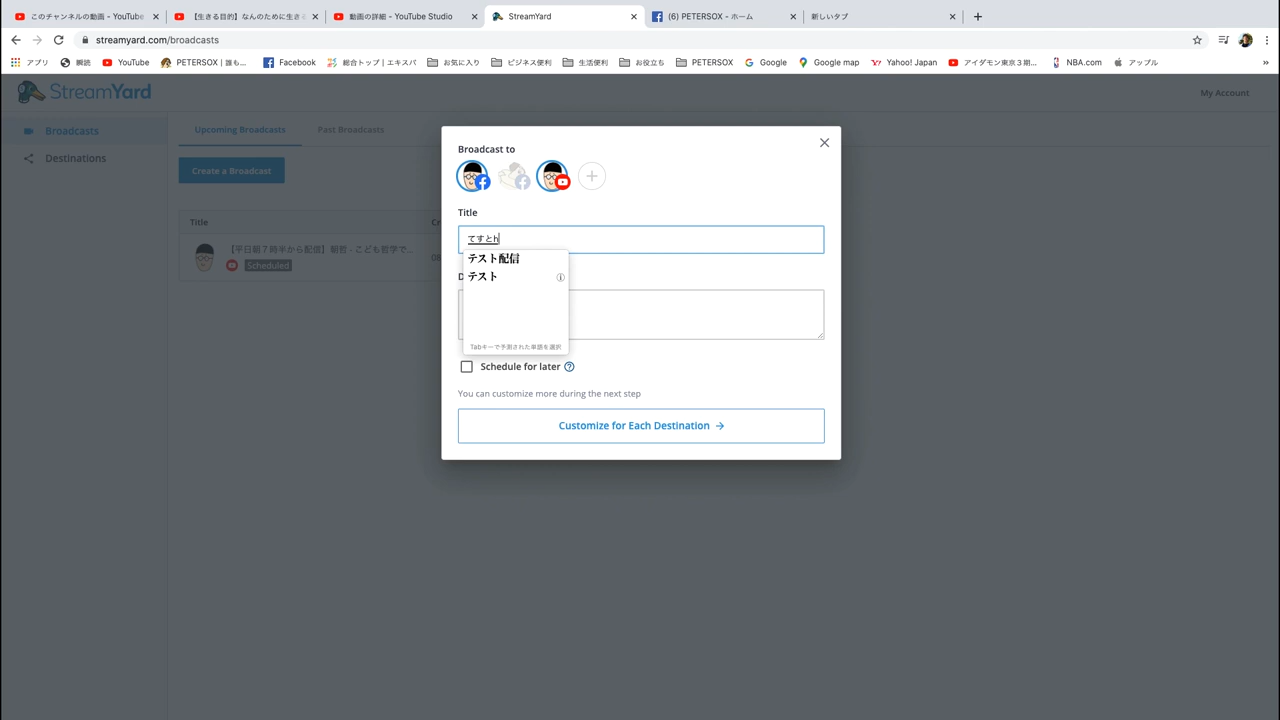 このチャンネルの動画 - YouTube
【生きる目的】なんのために生き
動画の詳細 - YouTube Studio
StreamYard
(6) PETERSOX - ホーム
新しいタブ
streamyard.com/broadcasts
アプリ
瞬読
YouTube
PETERSOX | 誰も...
Facebook
総合トップ | エキスパ
お気に入り
ビジネス便利
生活便利
お役立ち
PETERSOX
Google
Google map
Yahoo! Japan
アイダモン東京３期...
NBA.com
アップル
»
StreamYard
My Account
Broadcasts
Destinations
Upcoming Broadcasts
Past Broadcasts
Create a Broadcast
Title
【平日朝７時半から配信】朝哲 - こども哲学で...
Scheduled
Broadcast to
Title
てすとh
テスト配信
テスト
Tabキーで予測された単語を選択
Schedule for later
You can customize more during the next step
Customize for Each Destination →